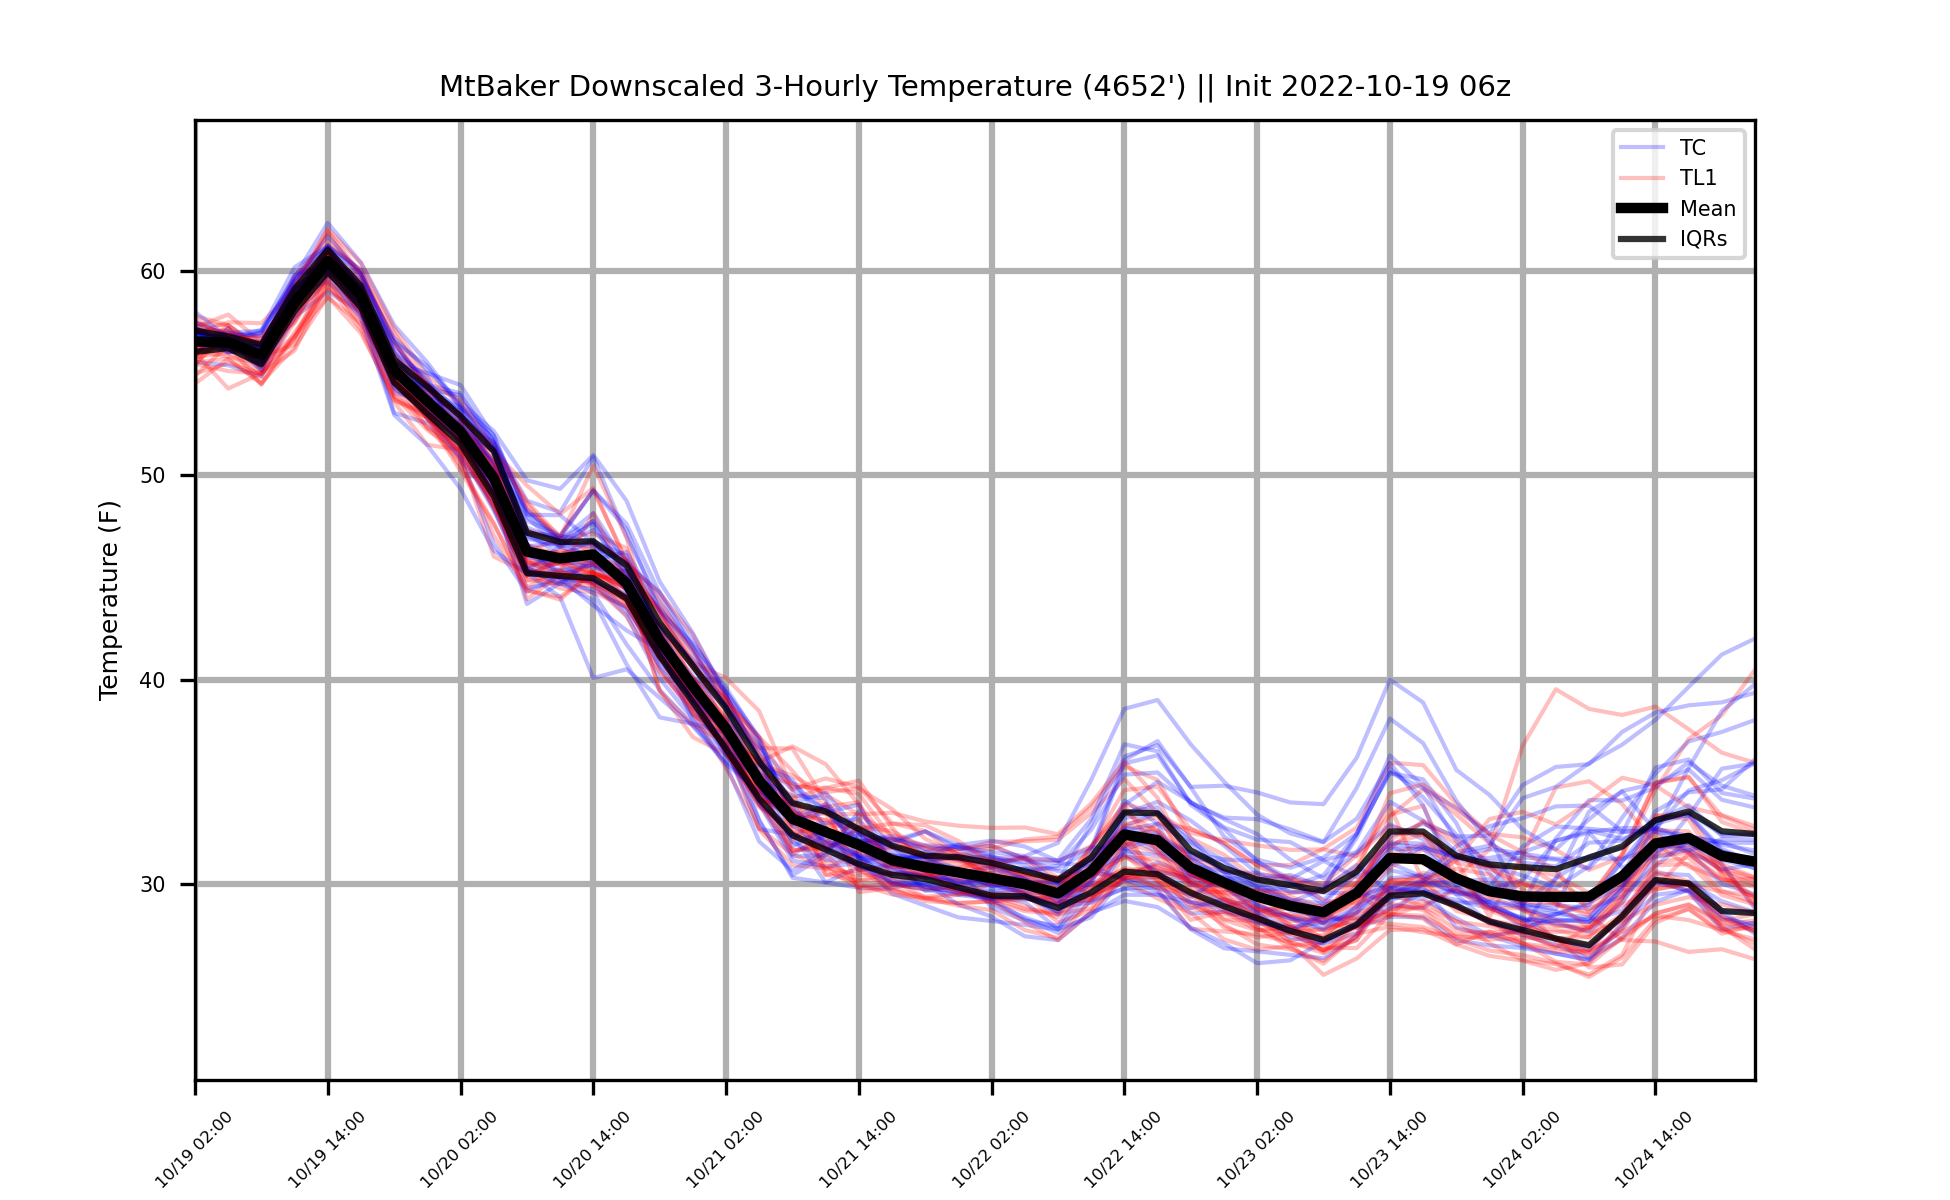 MtBaker Downscaled 3-Hourly Temperature (4652') || Init 2022-10-19 06z
TC
TL1
Mean
IQRs
Temperature (F)
60
50
40
30
10/19 02:00
10/19 14:00
10/20 02:00
10/20 14:00
10/21 02:00
10/21 14:00
10/22 02:00
10/22 14:00
10/23 02:00
10/23 14:00
10/24 02:00
10/24 14:00